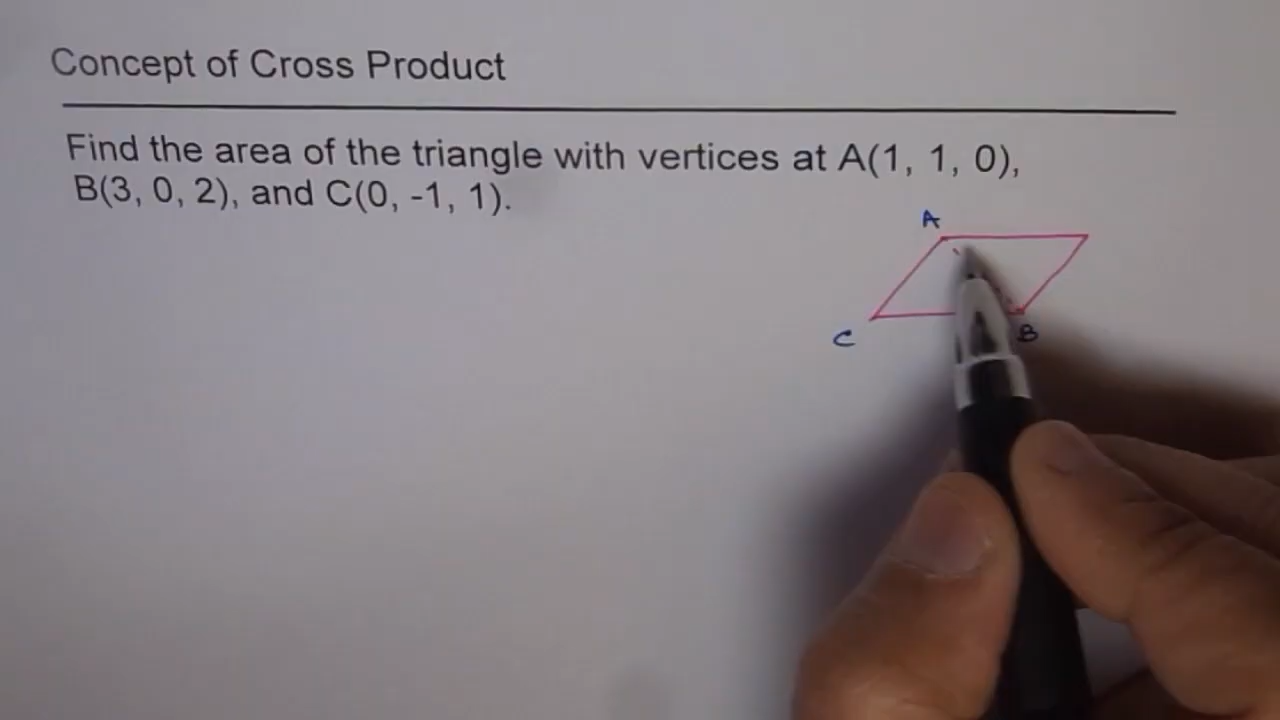 Concept of Cross Product
Find the area of the triangle with vertices at A(1, 1, 0),
B(3, 0, 2), and C(0, -1, 1).
A
C B